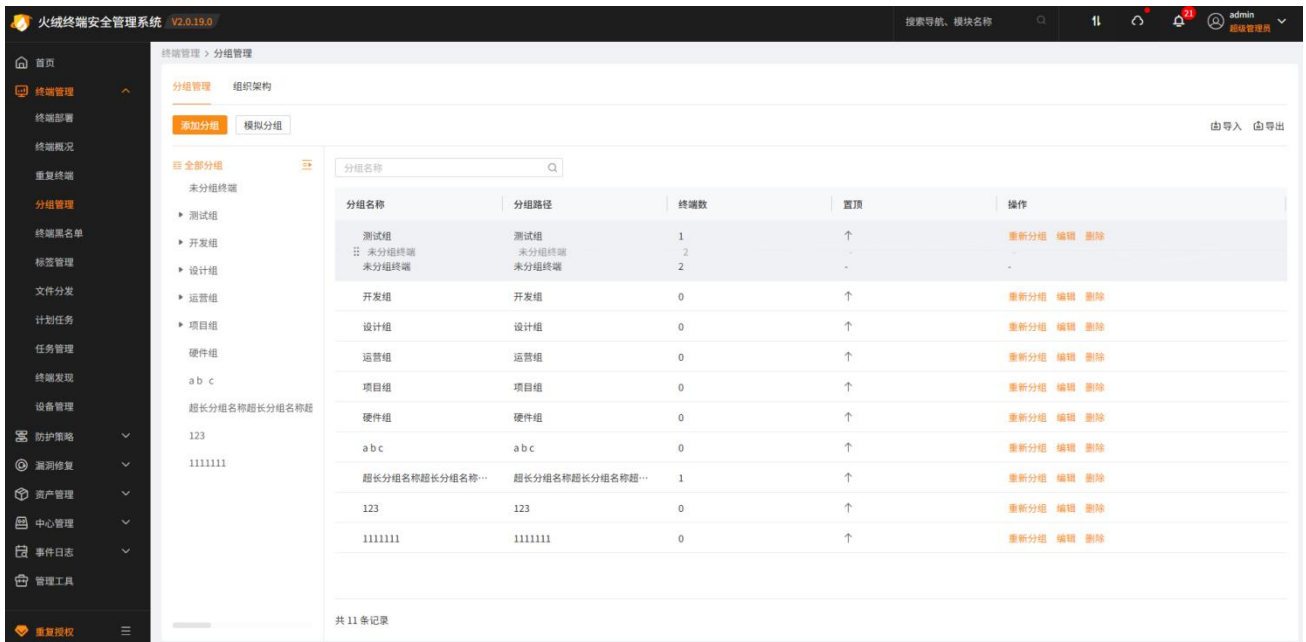 火绒终端安全管理系统 V2.0.19.0
搜索导航、模块名称
21
admin
超级管理员
首页
终端管理
终端部署
终端概况
重复终端
分组管理
终端黑名单
标签管理
文件分发
计划任务
任务管理
终端发现
设备管理
防护策略
漏洞修复
资产管理
中心管理
事件日志
管理工具
重复授权
终端管理 > 分组管理
分组管理 组织架构
添加分组 模拟分组
导入 导出
全部分组
未分组终端
测试组
开发组
设计组
运营组
项目组
硬件组
a b c
超长分组名称超长分组名称超
123
1111111
分组名称
分组名称 分组路径 终端数 置顶 操作
测试组 测试组 1 ↑ 重新分组 编辑 删除
未分组终端 未分组终端 2 - -
未分组终端 未分组终端 2 - -
开发组 开发组 0 ↑ 重新分组 编辑 删除
设计组 设计组 0 ↑ 重新分组 编辑 删除
运营组 运营组 0 ↑ 重新分组 编辑 删除
项目组 项目组 0 ↑ 重新分组 编辑 删除
硬件组 硬件组 0 ↑ 重新分组 编辑 删除
a b c a b c 0 ↑ 重新分组 编辑 删除
超长分组名称超长分组名称… 超长分组名称超长分组名称超… 1 ↑ 重新分组 编辑 删除
123 123 0 ↑ 重新分组 编辑 删除
1111111 1111111 0 ↑ 重新分组 编辑 删除
共 11 条记录